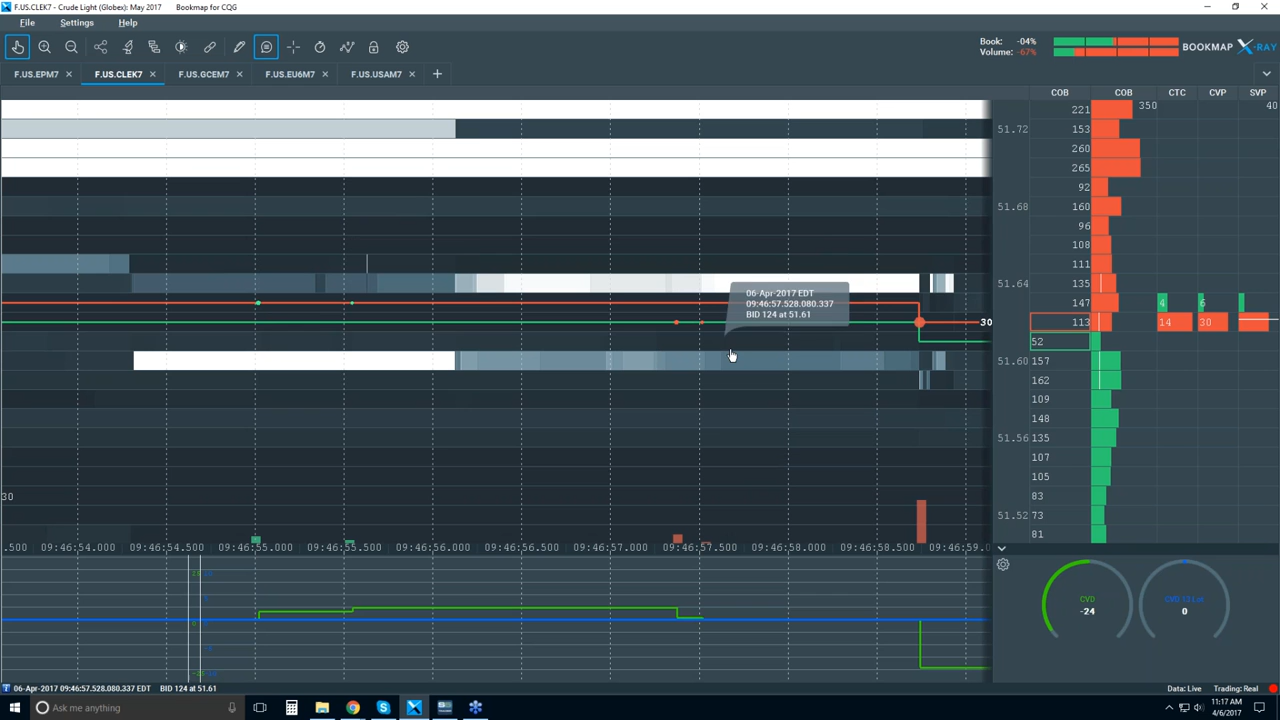 F.US.CLEK7 - Crude Light (Globex): May 2017 Bookmap for CQG
File Settings Help
Book: -04%
Volume: -67%
BOOKMAP X-RAY
F.US.EPM7 F.US.CLEK7 F.US.GCEM7 F.US.EU6M7 F.US.USAM7
COB COB CTC CVP SVP
221 350 40
51.72 153
260
265
92
51.68 160
96
108
111
51.64 135
147 4 6
30 113 14 30
52
51.60 157
162
109
148
51.56 135
107
105
30 83
51.52 73
81
06-Apr-2017 EDT
09:46:57.528.080.337
BID 124 at 51.61
.500 09:46:54.000 09:46:54.500 09:46:55.000 09:46:55.500 09:46:56.000 09:46:56.500 09:46:57.000 09:46:57.500 09:46:58.000 09:46:58.500 09:46:59.0
CVD
-24
0
06-Apr-2017 09:46:57.528.080.337 EDT BID 124 at 51.61
Data: Live Trading: Real
Ask me anything
11:17 AM
4/6/2017